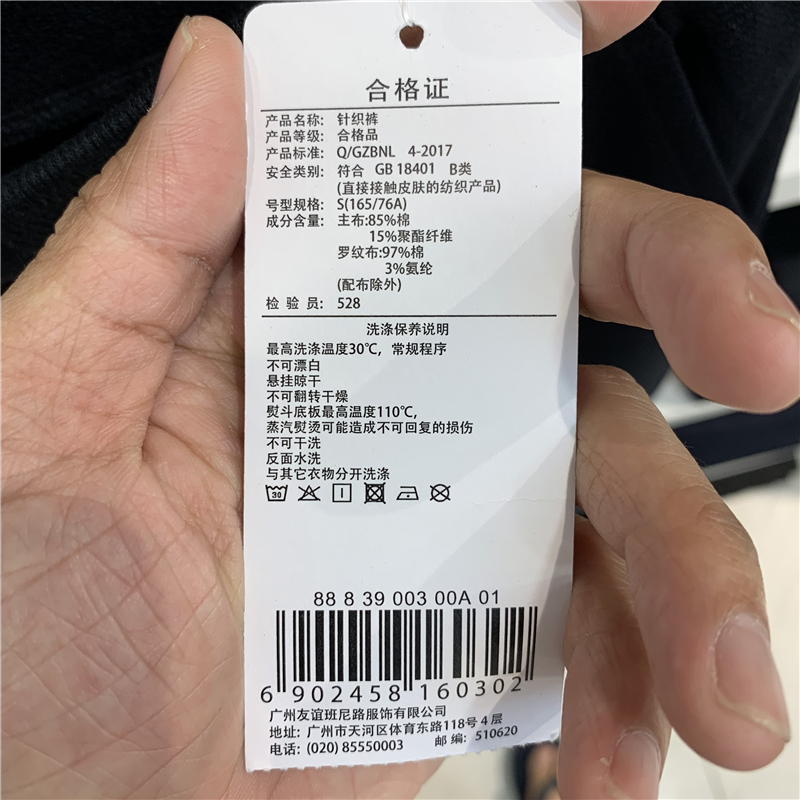 合格证
产品名称: 针织裤
产品等级: 合格品
产品标准: Q/GZBNL 4-2017
安全类别: 符合 GB 18401 B类
(直接接触皮肤的纺织产品)
号型规格: S(165/76A)
成分含量: 主布:85%棉
15%聚酯纤维
罗纹布:97%棉
3%氨纶
(配布除外)
检 验 员: 528
洗涤保养说明
最高洗涤温度30℃, 常规程序
不可漂白
悬挂晾干
不可翻转干燥
熨斗底板最高温度110℃,
蒸汽熨烫可能造成不可回复的损伤
不可干洗
反面水洗
与其它衣物分开洗涤
30
88 8 39 003 00A 01
6 902458 160302
广州友谊班尼路服饰有限公司
地址: 广州市天河区体育东路118号4层
电话: (020) 85550003 邮 编: 510620